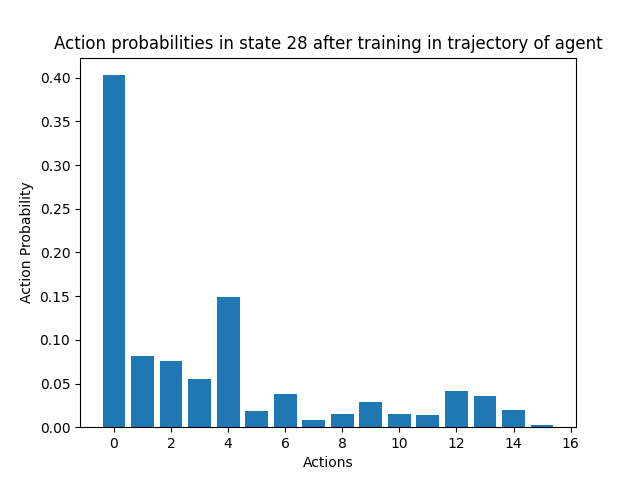 Action probabilities in state 28 after training in trajectory of agent
0.40
0.35
0.30
0.25
0.20
0.15
0.10
0.05
0.00
Action Probability
0 2 4 6 8 10 12 14 16
Actions